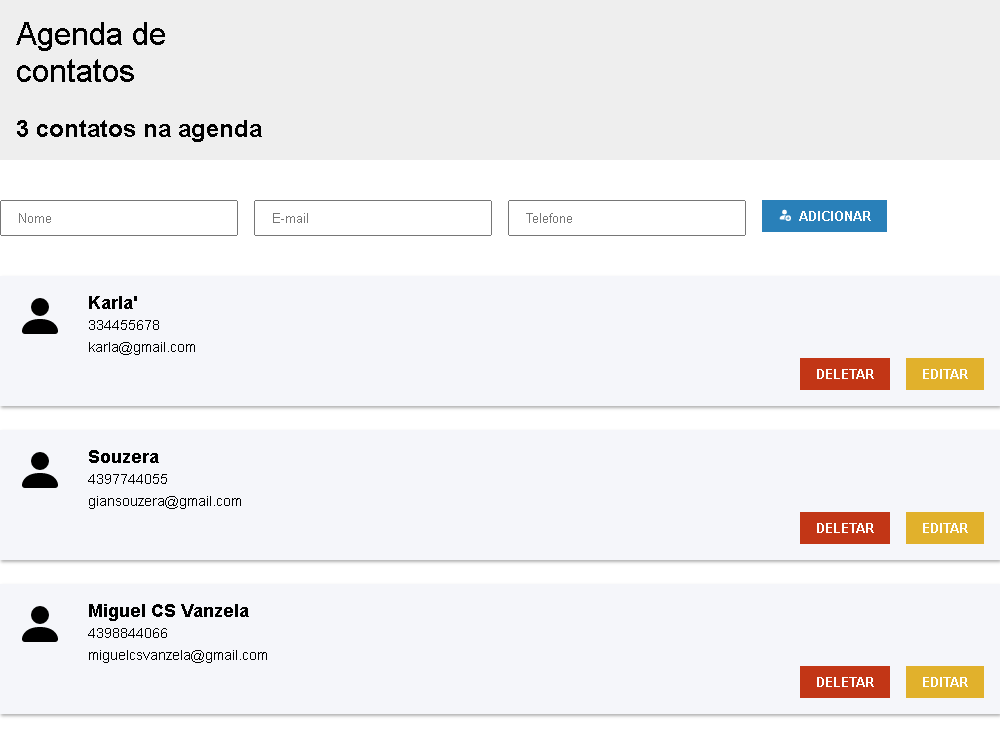 Agenda de
contatos
3 contatos na agenda
Nome
E-mail
Telefone
ADICIONAR
Karla'
334455678
karla@gmail.com
DELETAR
EDITAR
Souzera
4397744055
giansouzera@gmail.com
DELETAR
EDITAR
Miguel CS Vanzela
4398844066
miguelcsvanzela@gmail.com
DELETAR
EDITAR